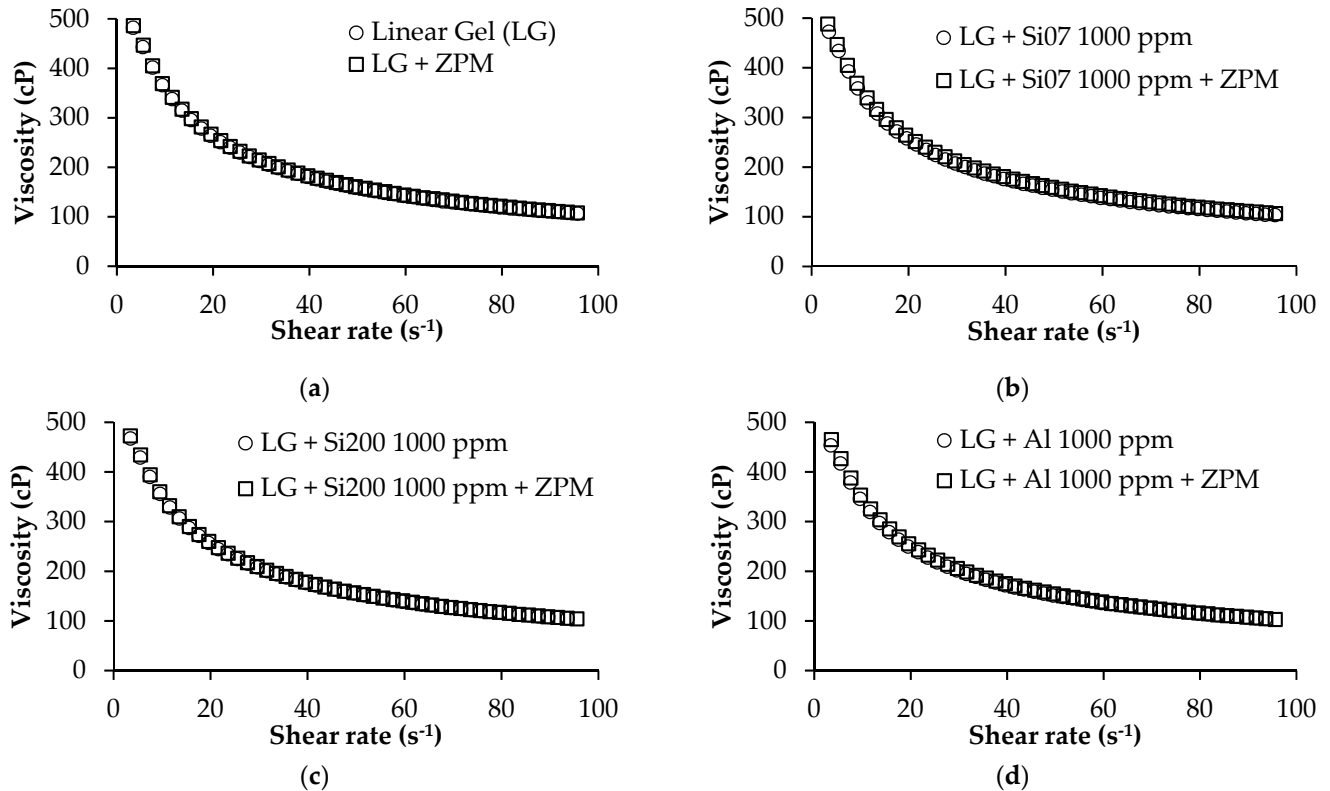 500
400
300
200
100
0
Viscosity (cP)
Linear Gel (LG)
LG + ZPM
0 20 40 60 80 100
Shear rate (s-1)
(a)
500
400
300
200
100
0
Viscosity (cP)
LG + Si07 1000 ppm
LG + Si07 1000 ppm + ZPM
0 20 40 60 80 100
Shear rate (s-1)
(b)
500
400
300
200
100
0
Viscosity (cP)
LG + Si200 1000 ppm
LG + Si200 1000 ppm + ZPM
0 20 40 60 80 100
Shear rate (s-1)
(c)
500
400
300
200
100
0
Viscosity (cP)
LG + Al 1000 ppm
LG + Al 1000 ppm + ZPM
0 20 40 60 80 100
Shear rate (s-1)
(d)